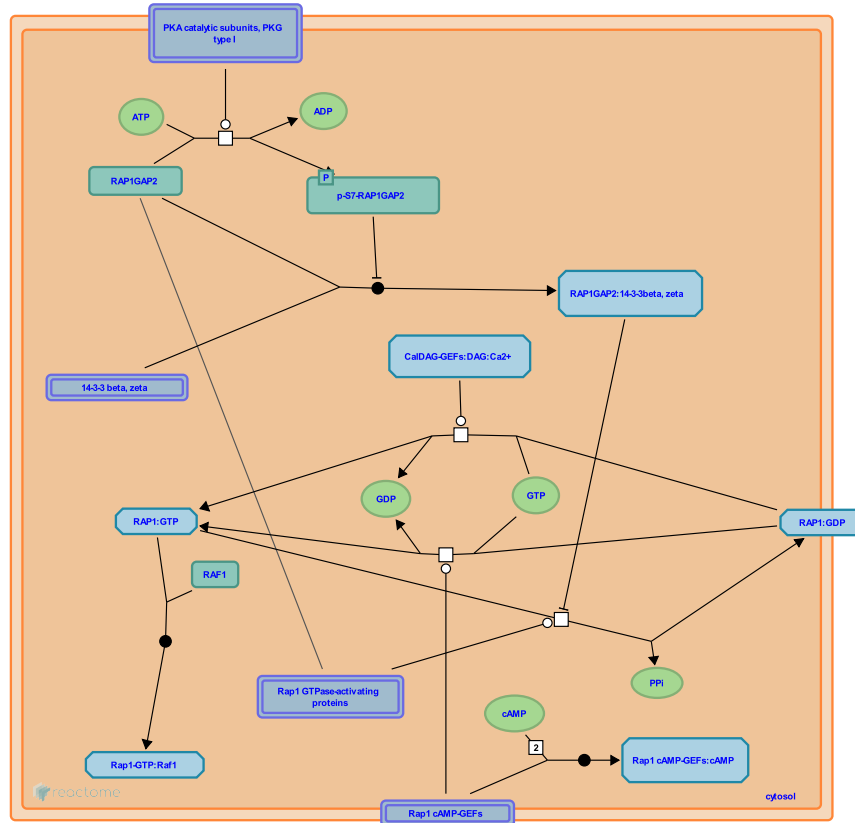 PKA catalytic subunits, PKG
type I
ATP
ADP
RAP1GAP2
P
p-S7-RAP1GAP2
RAP1GAP2:14-3-3beta, zeta
CalDAG-GEFs:DAG:Ca2+
14-3-3 beta, zeta
GDP
GTP
RAP1:GTP
RAP1:GDP
RAF1
Rap1 GTPase-activating
proteins
PPi
cAMP
2
Rap1-GTP:Raf1
Rap1 cAMP-GEFs:cAMP
reactome
cytosol
Rap1 cAMP-GEFs